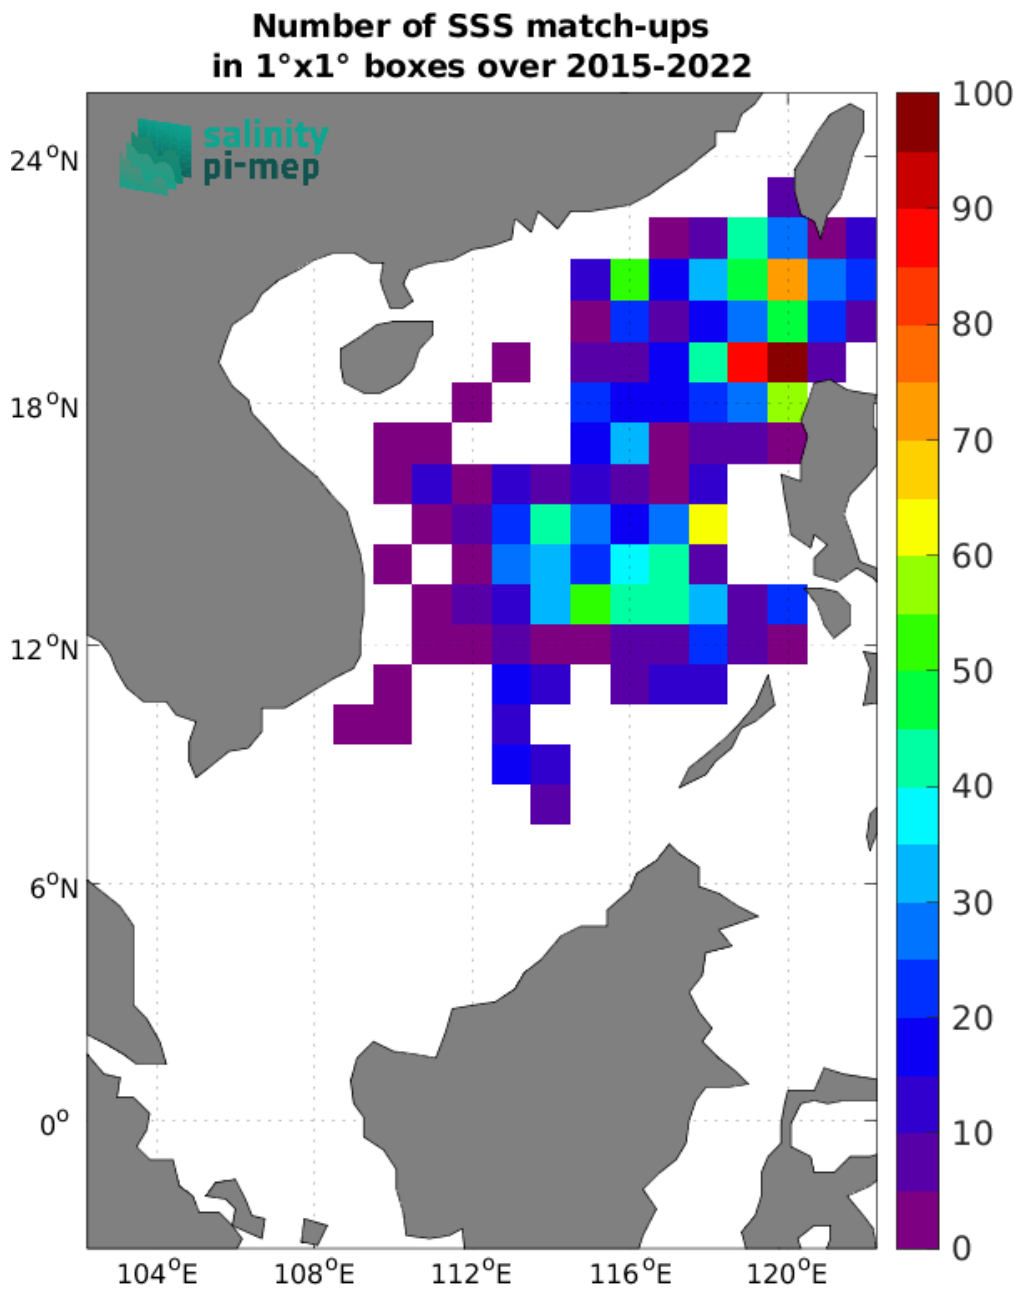 Number of SSS match-ups
in 1°x1° boxes over 2015-2022
salinity
pi-mep
24°N
18°N
12°N
6°N
0°
104°E
108°E
112°E
116°E
120°E
100
90
80
70
60
50
40
30
20
10
0